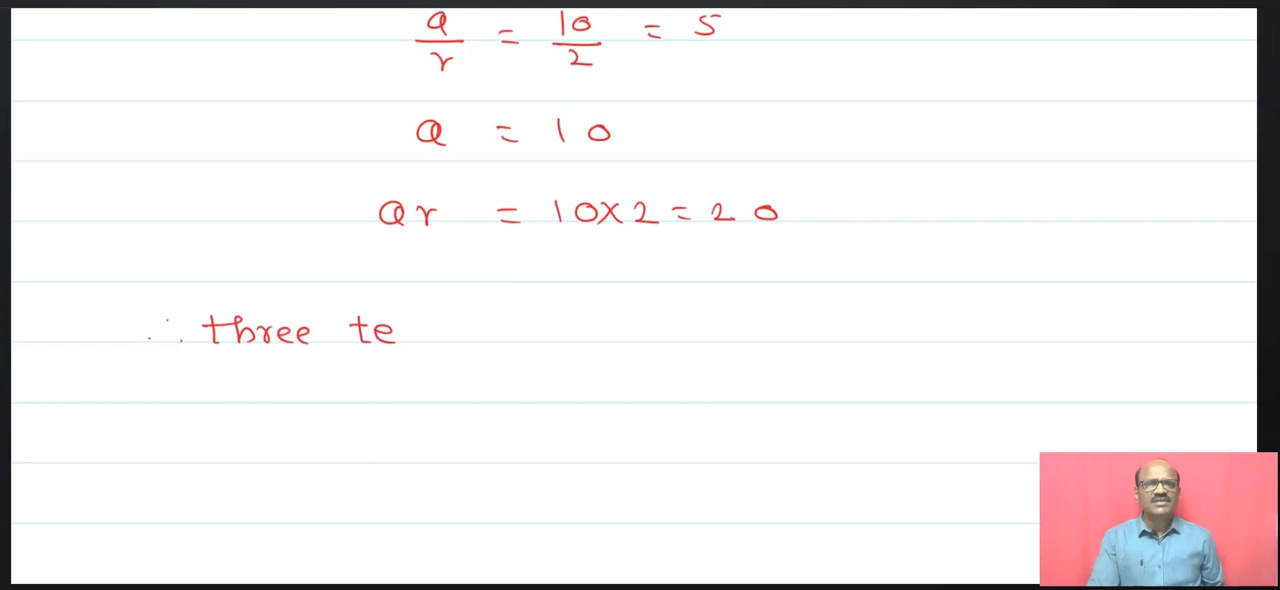 a/r = 10/2 = 5
a = 10
ar = 10×2 = 20
∴ three te